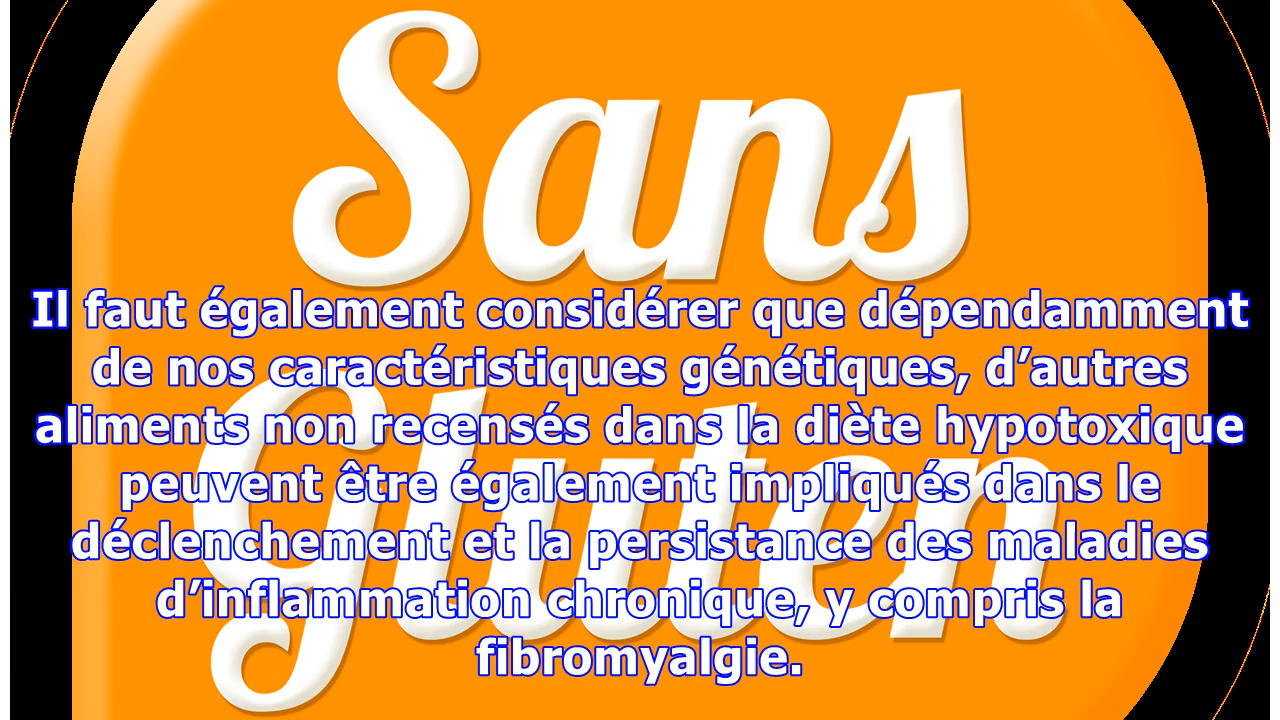 Sans
Il faut également considérer que dépendamment
de nos caractéristiques génétiques, d’autres
aliments non recensés dans la diète hypotoxique
Gluten
peuvent être également impliqués dans le
déclenchement et la persistance des maladies
d’inflammation chronique, y compris la
fibromyalgie.